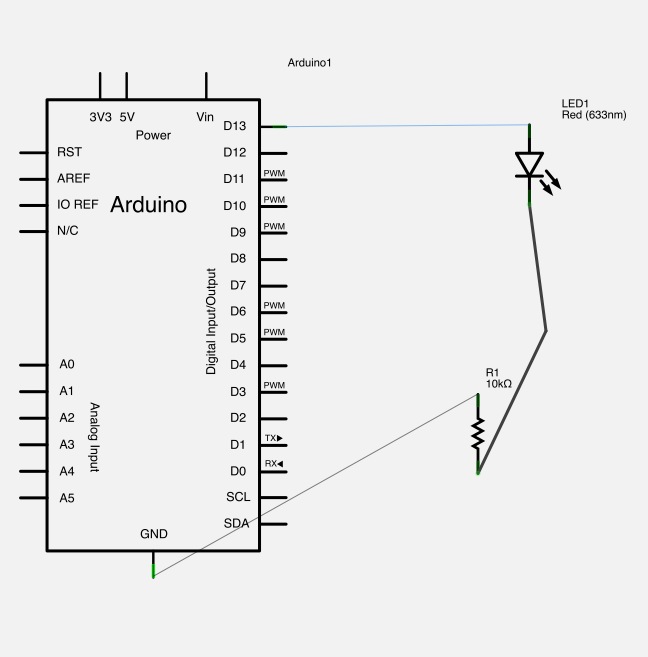 Arduino1
LED1
Red (633nm)
3V3 5V Vin
Power
D13
RST
D12
AREF
D11 PWM
IO REF
Arduino
D10 PWM
N/C
D9 PWM
D8
D7
Digital Input/Output
D6 PWM
D5 PWM
A0
D4
R1
10kΩ
A1
D3 PWM
A2
D2
Analog Input
A3
D1 TX▶
A4
D0 RX◀
A5
SCL
SDA
GND